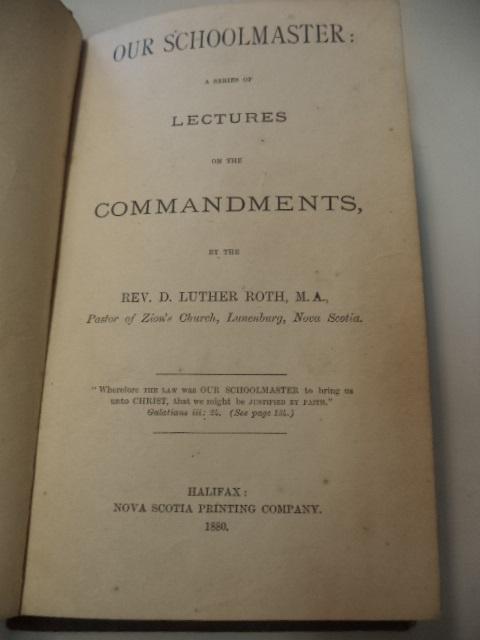 OUR SCHOOLMASTER:
A SERIES OF
LECTURES
ON THE
COMMANDMENTS,
BY THE
REV. D. LUTHER ROTH, M.A.,
Pastor of Zion's Church, Lunenburg, Nova Scotia.
"Wherefore THE LAW was OUR SCHOOLMASTER to bring us
unto CHRIST, that we might be JUSTIFIED BY FAITH."
Galatians iii: 24. (See page 134.)
HALIFAX:
NOVA SCOTIA PRINTING COMPANY.
1880.